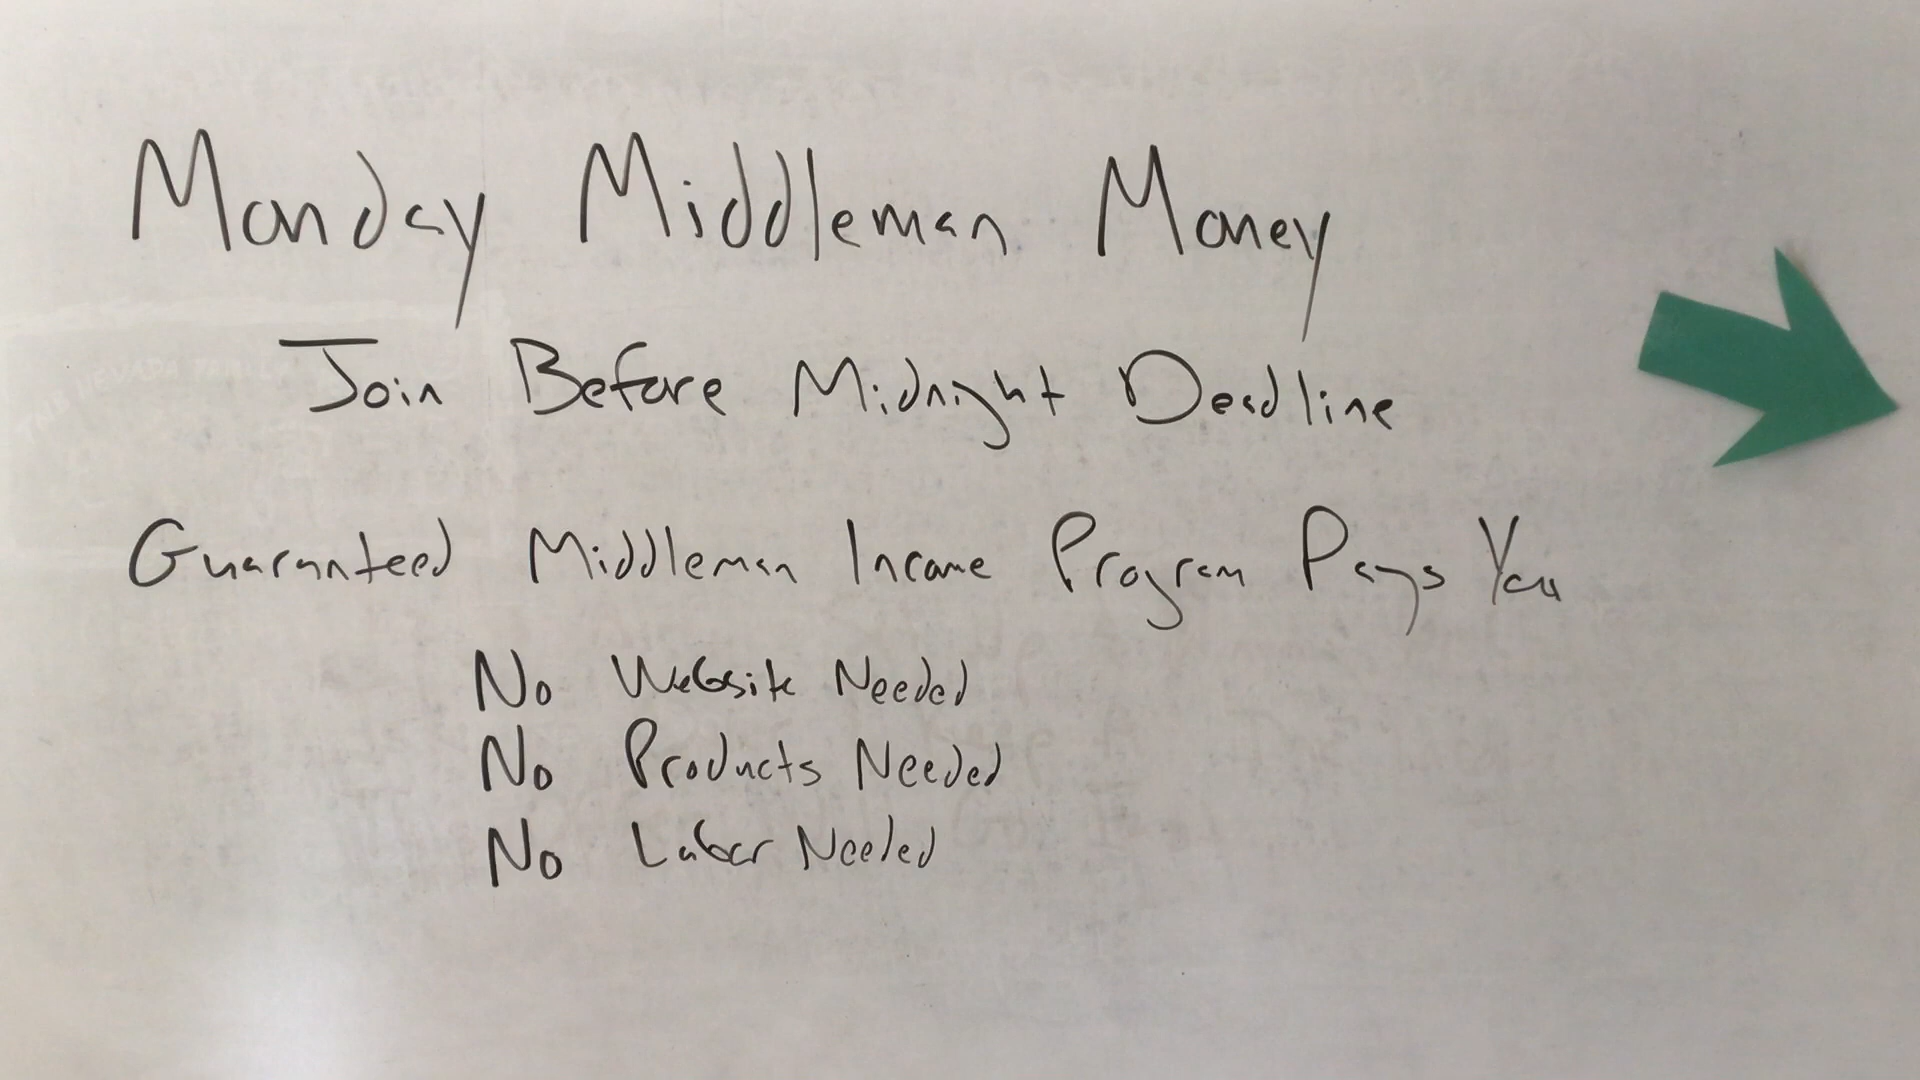 Monday Middleman Money
Join Before Midnight Deadline
Guaranteed Middleman Income Program Pays You
No Website Needed
No Products Needed
No Labor Needed